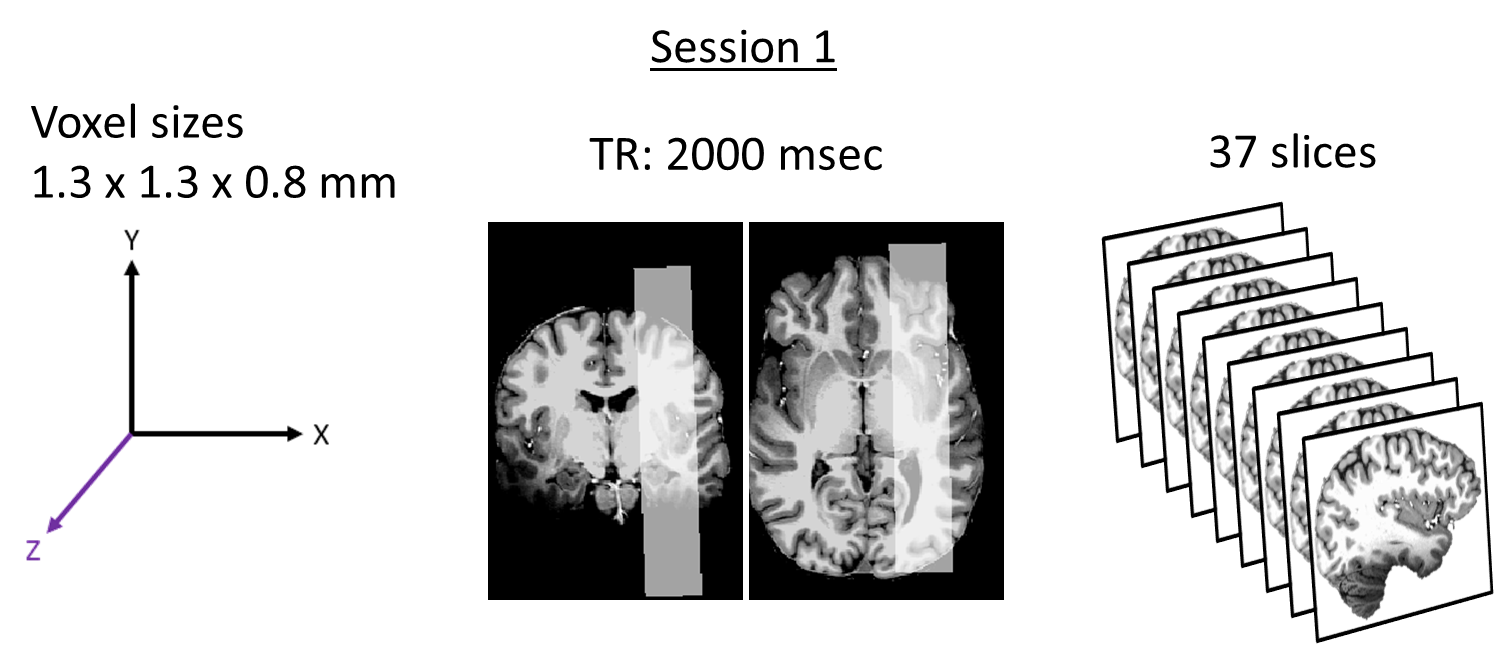 Session 1
Voxel sizes
1.3 x 1.3 x 0.8 mm
TR: 2000 msec
37 slices
Y
X
Z